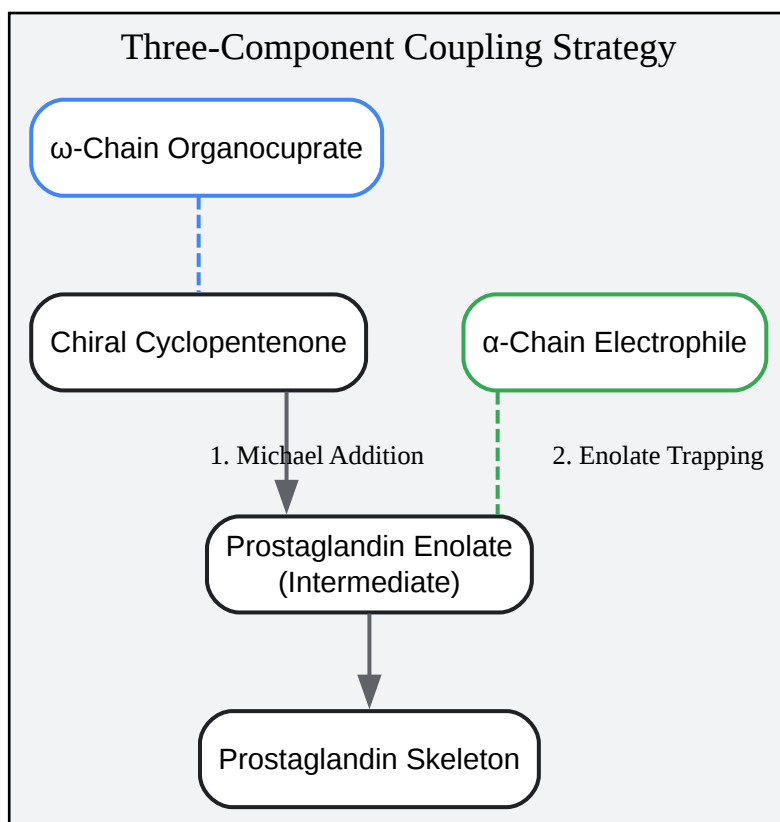 Three-Component Coupling Strategy
ω-Chain Organocuprate
Chiral Cyclopentenone
α-Chain Electrophile
1. Michael Addition
2. Enolate Trapping
Prostaglandin Enolate
(Intermediate)
Prostaglandin Skeleton